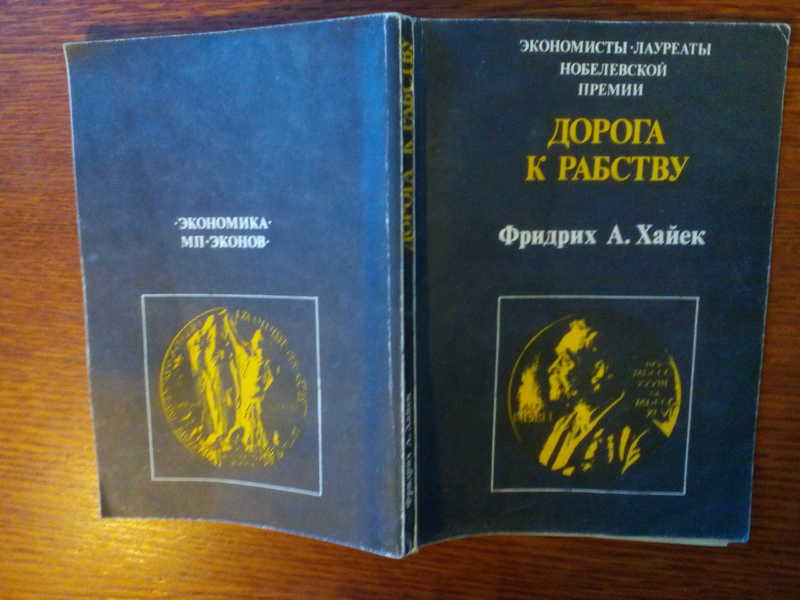 ·ЭКОНОМИКА·
МП·ЭКОНОВ·
ДОРОГА К РАБСТВУ
Фридрих А. Хайек
ЭКОНОМИСТЫ·ЛАУРЕАТЫ
НОБЕЛЕВСКОЙ
ПРЕМИИ
ДОРОГА
К РАБСТВУ
Фридрих А. Хайек